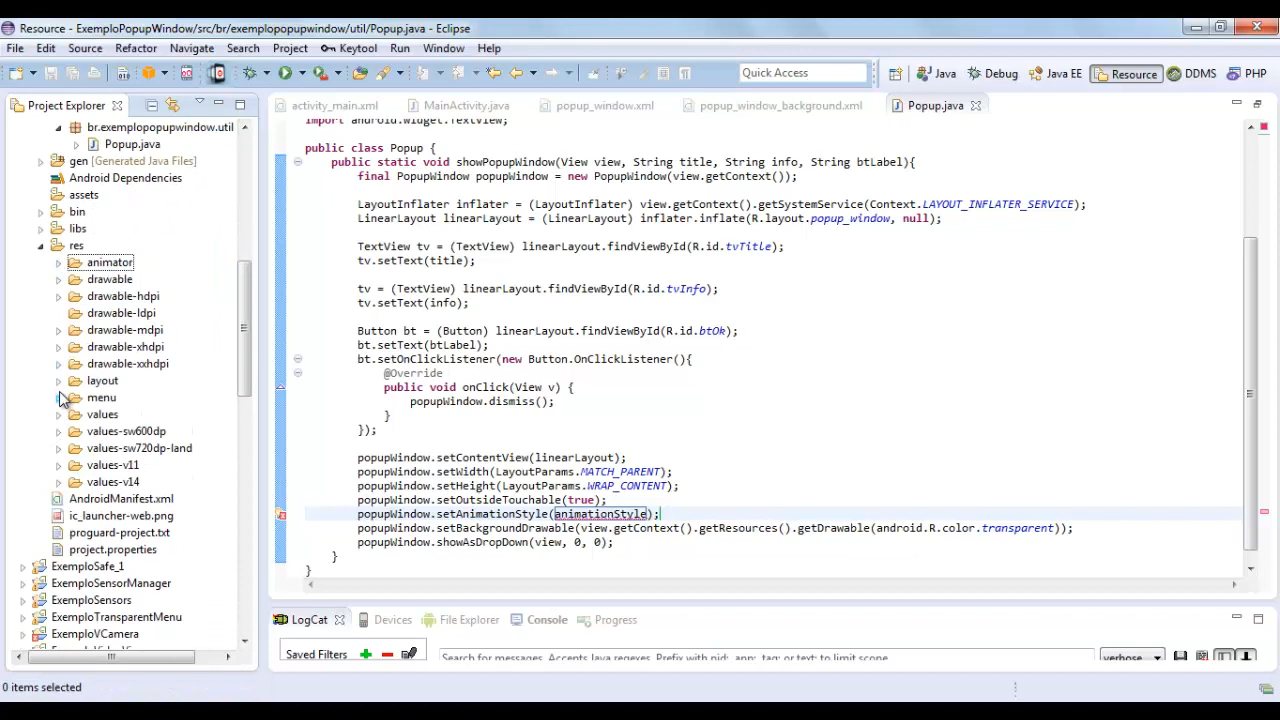 Resource - ExemploPopupWindow/src/br/exemplopopupwindow/util/Popup.java - Eclipse
File Edit Source Refactor Navigate Search Project Keytool Run Window Help
Quick Access Java Debug Java EE Resource DDMS PHP
Project Explorer
br.exemplopopupwindow.util
Popup.java
gen [Generated Java Files]
Android Dependencies
assets
bin
libs
res
animator
drawable
drawable-hdpi
drawable-ldpi
drawable-mdpi
drawable-xhdpi
drawable-xxhdpi
layout
menu
values
values-sw600dp
values-sw720dp-land
values-v11
values-v14
AndroidManifest.xml
ic_launcher-web.png
proguard-project.txt
project.properties
ExemploSafe_1
ExemploSensorManager
ExemploSensors
ExemploTransparentMenu
ExemploVCamera
activity_main.xml MainActivity.java popup_window.xml popup_window_background.xml Popup.java
import android.widget.TextView;
public class Popup {
public static void showPopupWindow(View view, String title, String info, String btLabel){
final PopupWindow popupWindow = new PopupWindow(view.getContext());
LayoutInflater inflater = (LayoutInflater) view.getContext().getSystemService(Context.LAYOUT_INFLATER_SERVICE);
LinearLayout linearLayout = (LinearLayout) inflater.inflate(R.layout.popup_window, null);
TextView tv = (TextView) linearLayout.findViewById(R.id.tvTitle);
tv.setText(title);
tv = (TextView) linearLayout.findViewById(R.id.tvInfo);
tv.setText(info);
Button bt = (Button) linearLayout.findViewById(R.id.btOk);
bt.setText(btLabel);
bt.setOnClickListener(new Button.OnClickListener(){
@Override
public void onClick(View v) {
popupWindow.dismiss();
}
});
popupWindow.setContentView(linearLayout);
popupWindow.setWidth(LayoutParams.MATCH_PARENT);
popupWindow.setHeight(LayoutParams.WRAP_CONTENT);
popupWindow.setOutsideTouchable(true);
popupWindow.setAnimationStyle(animationStyle);
popupWindow.setBackgroundDrawable(view.getContext().getResources().getDrawable(android.R.color.transparent));
popupWindow.showAsDropDown(view, 0, 0);
}
}
LogCat Devices File Explorer Console Progress
Saved Filters Search for messages. Accepts Java regexes. Prefix with pid:, app:, tag: or text: to limit scope. verbose
0 items selected